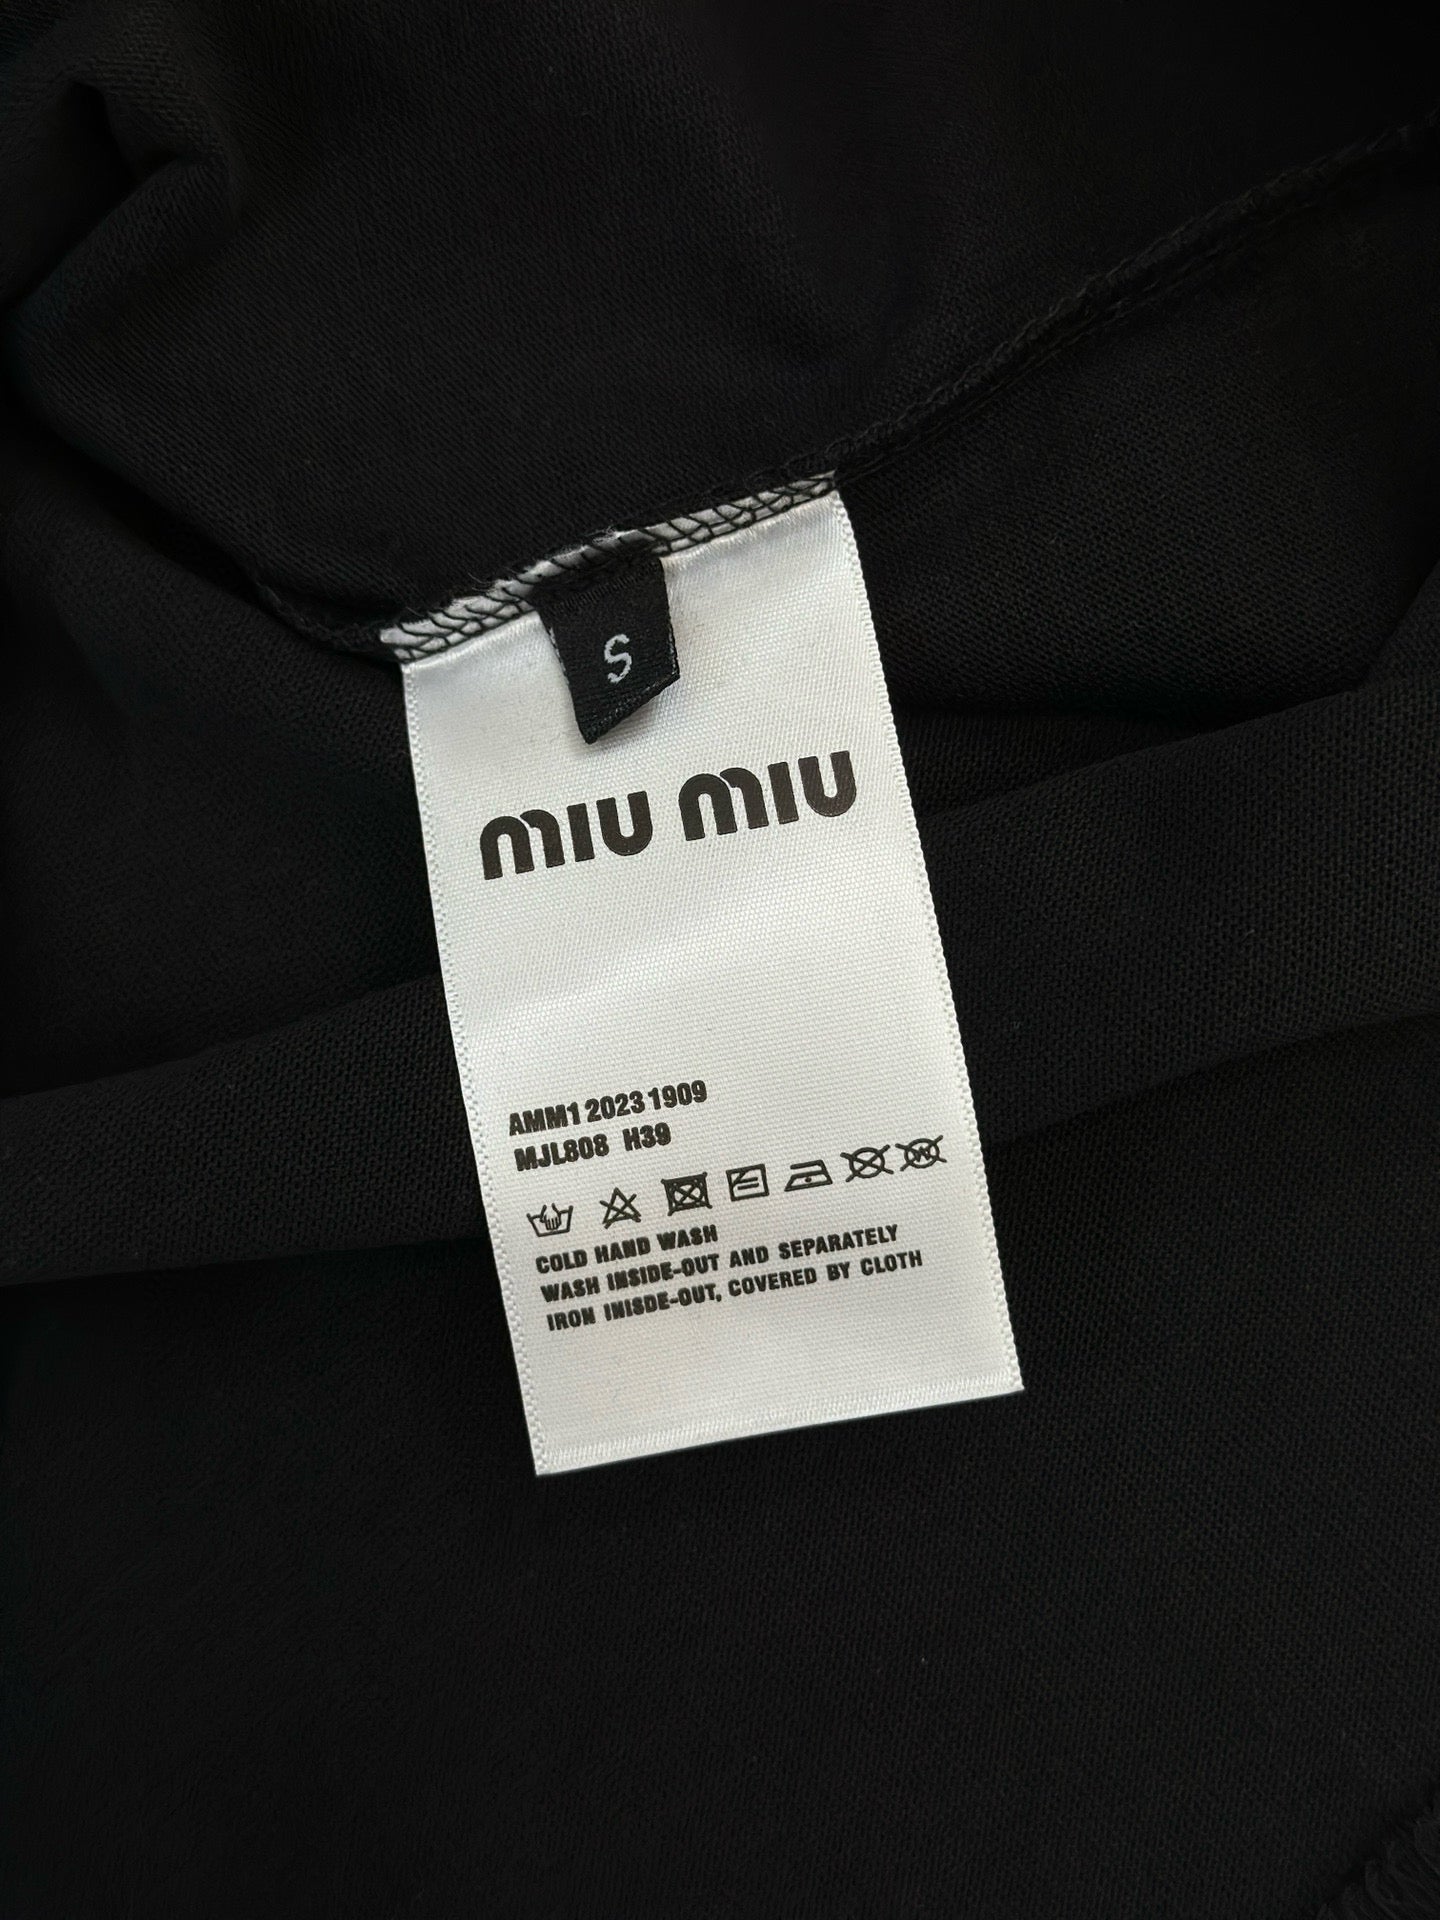 S
miu miu
AMM1 2023 1909
MJL808 H39
COLD HAND WASH
WASH INSIDE-OUT AND SEPARATELY
IRON INISDE-OUT, COVERED BY CLOTH